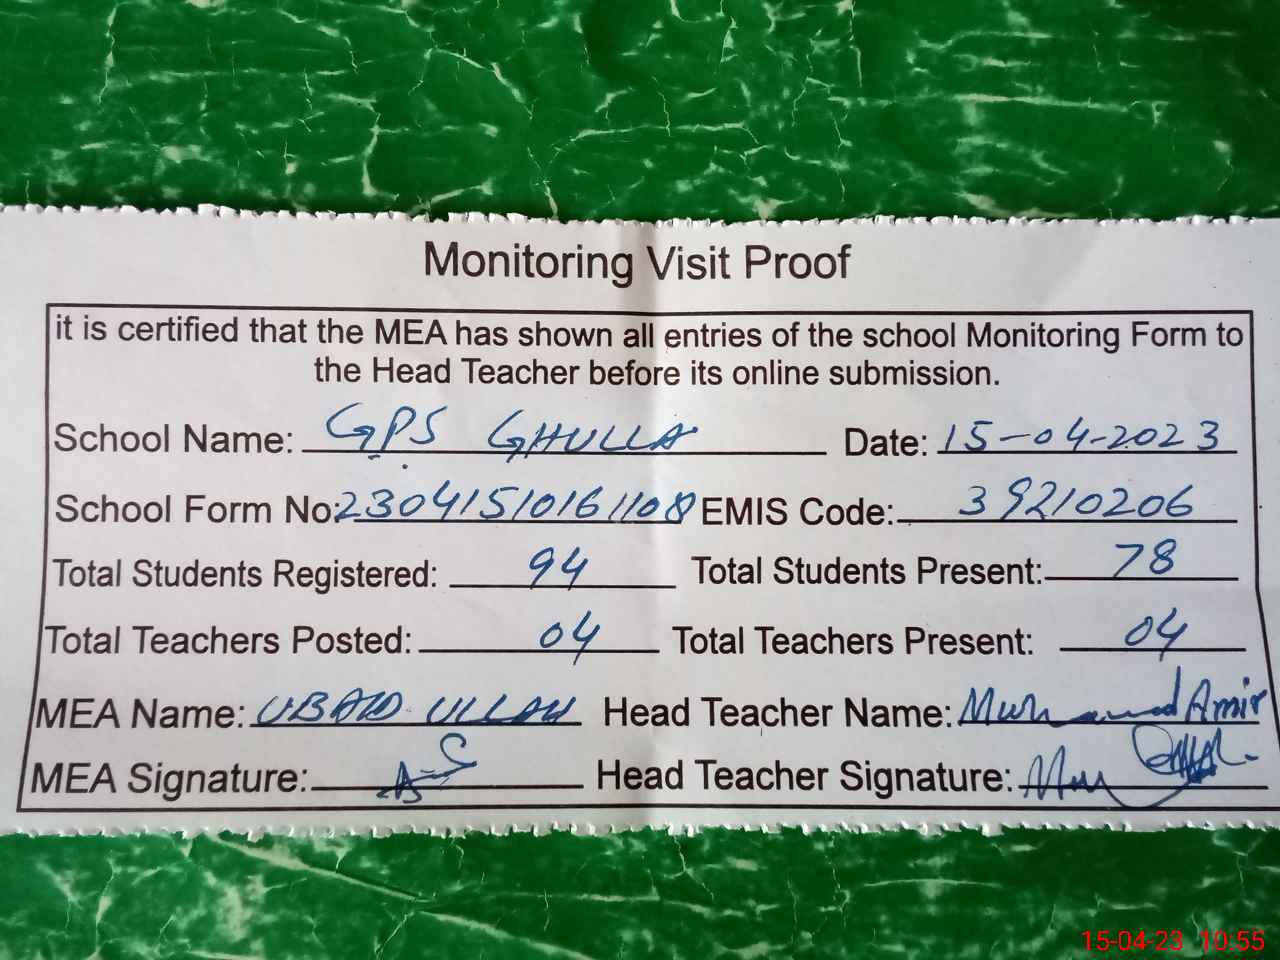 Monitoring Visit Proof
it is certified that the MEA has shown all entries of the school Monitoring Form to
the Head Teacher before its online submission.
School Name: GPS GHULLA Date: 15-04-2023
School Form No: 23041510161108 EMIS Code: 39210206
Total Students Registered: 94 Total Students Present: 78
Total Teachers Posted: 04 Total Teachers Present: 04
MEA Name: UBAID ULLAH Head Teacher Name: Muhammad Amir
MEA Signature: Head Teacher Signature:
15-04-23 10:55